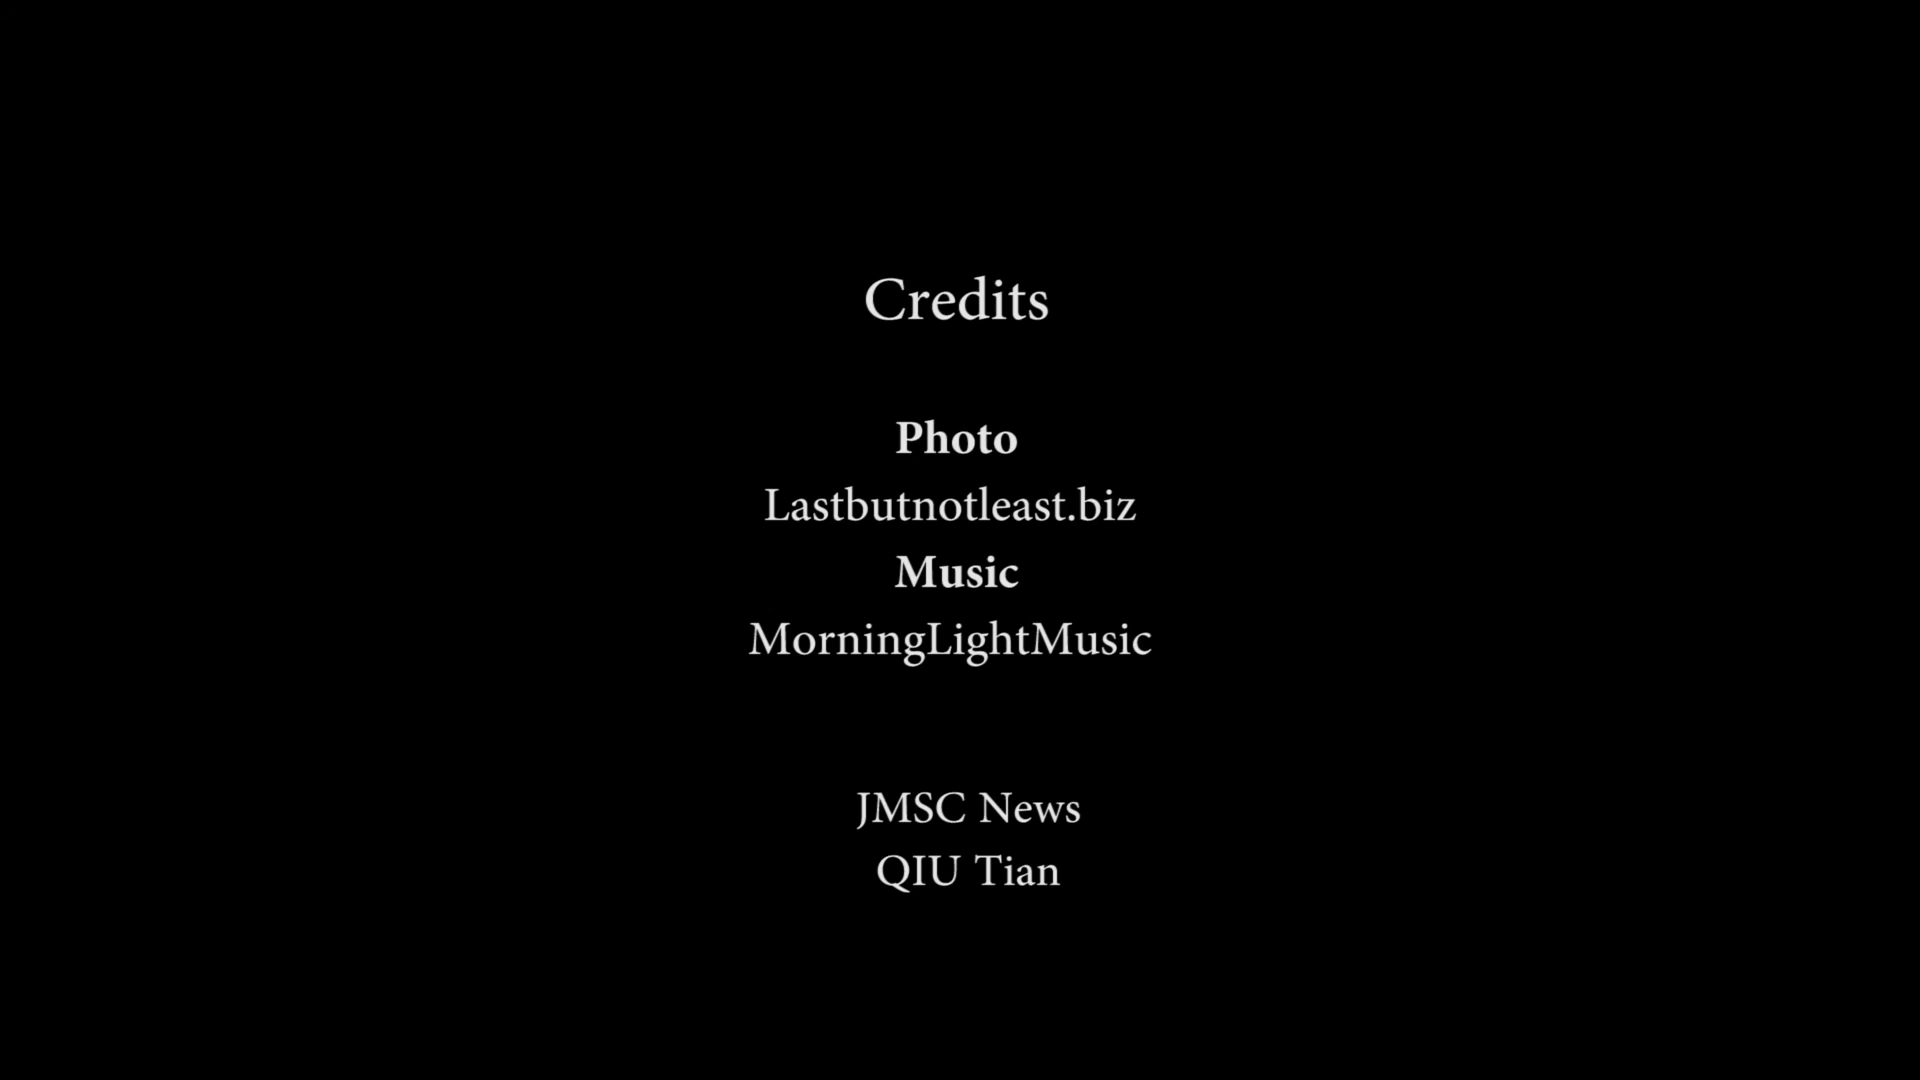 Credits
Photo
Lastbutnotleast.biz
Music
MorningLightMusic
JMSC News
QIU Tian